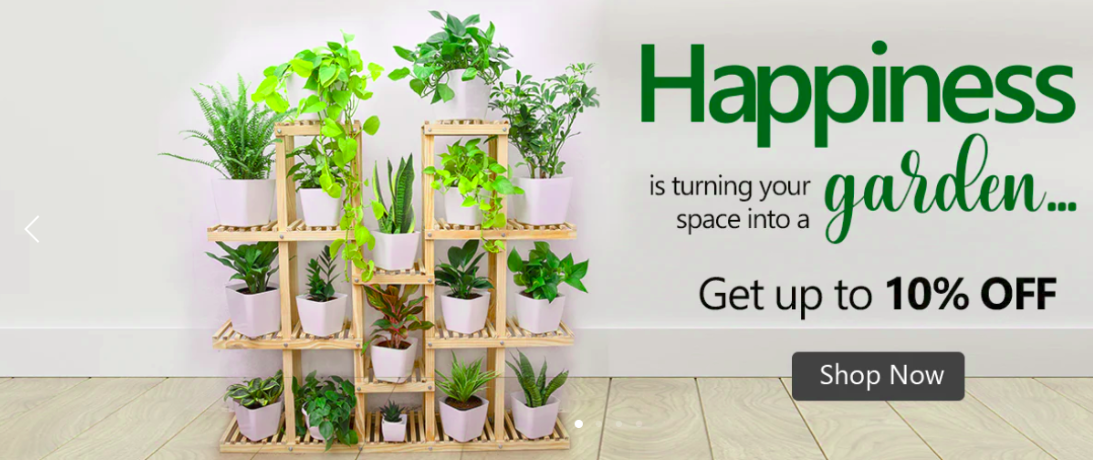 Happiness
is turning your
space into a
garden...
Get up to 10% OFF
Shop Now